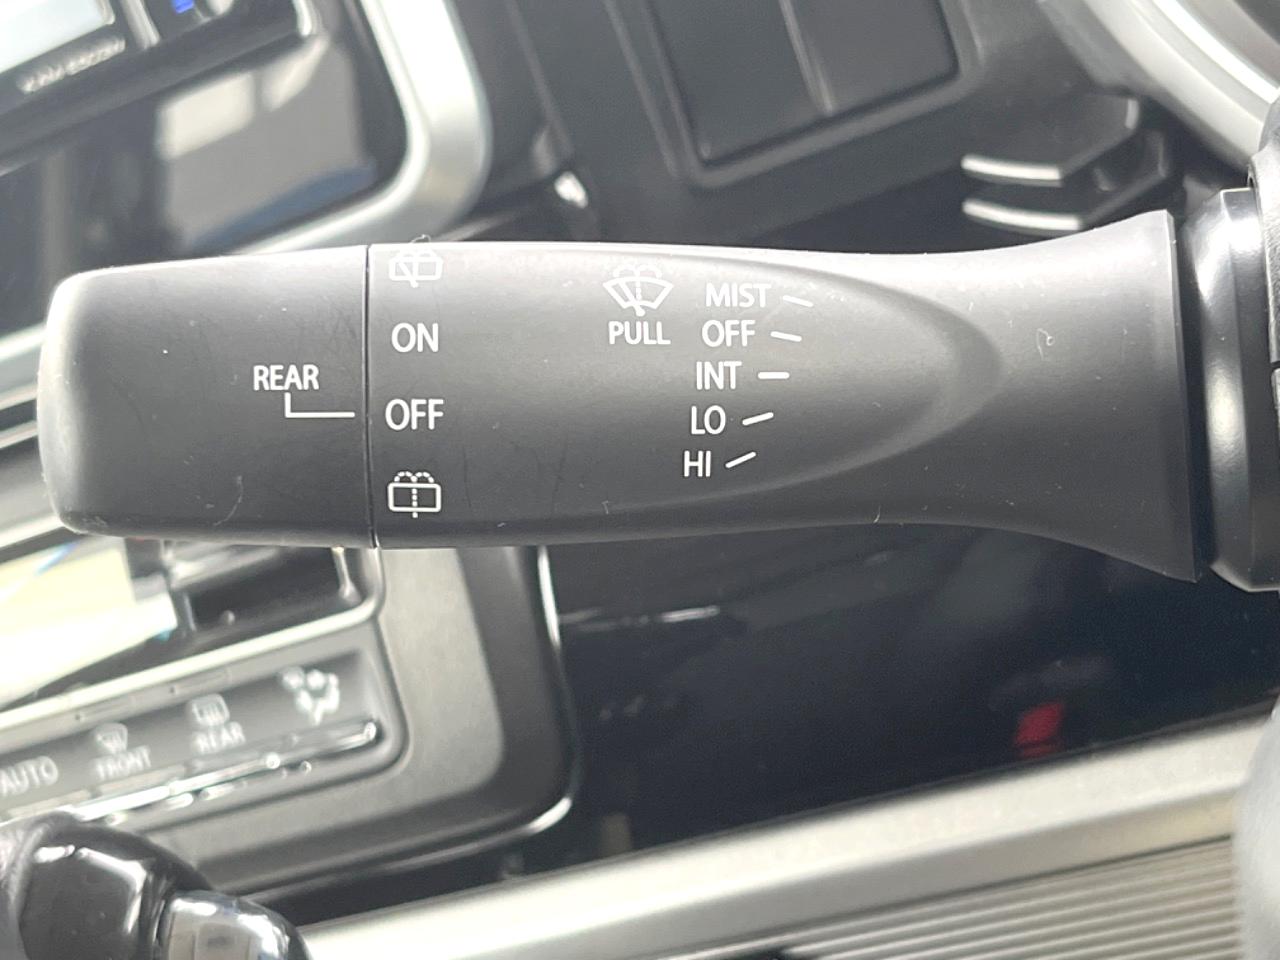 MIST
ON
PULL
OFF
INT
REAR
OFF
LO
HI
REAR
FRONT
AUTO